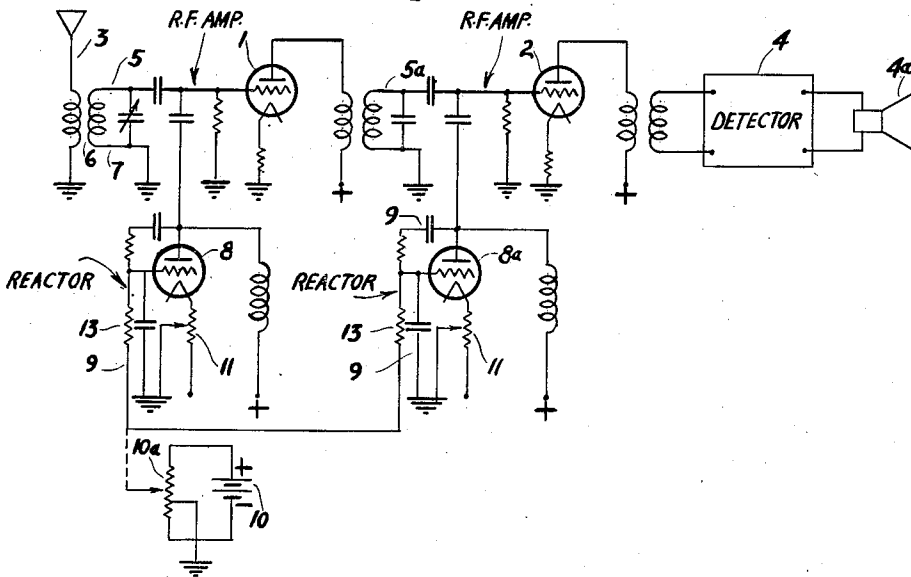 3
R.F. AMP.
1
5
6
7
R.F. AMP.
2
5a
4
DETECTOR
4a
8
REACTOR
13
9
11
9
8a
REACTOR
13
9
11
10a
10
+
−
+
+
+
+